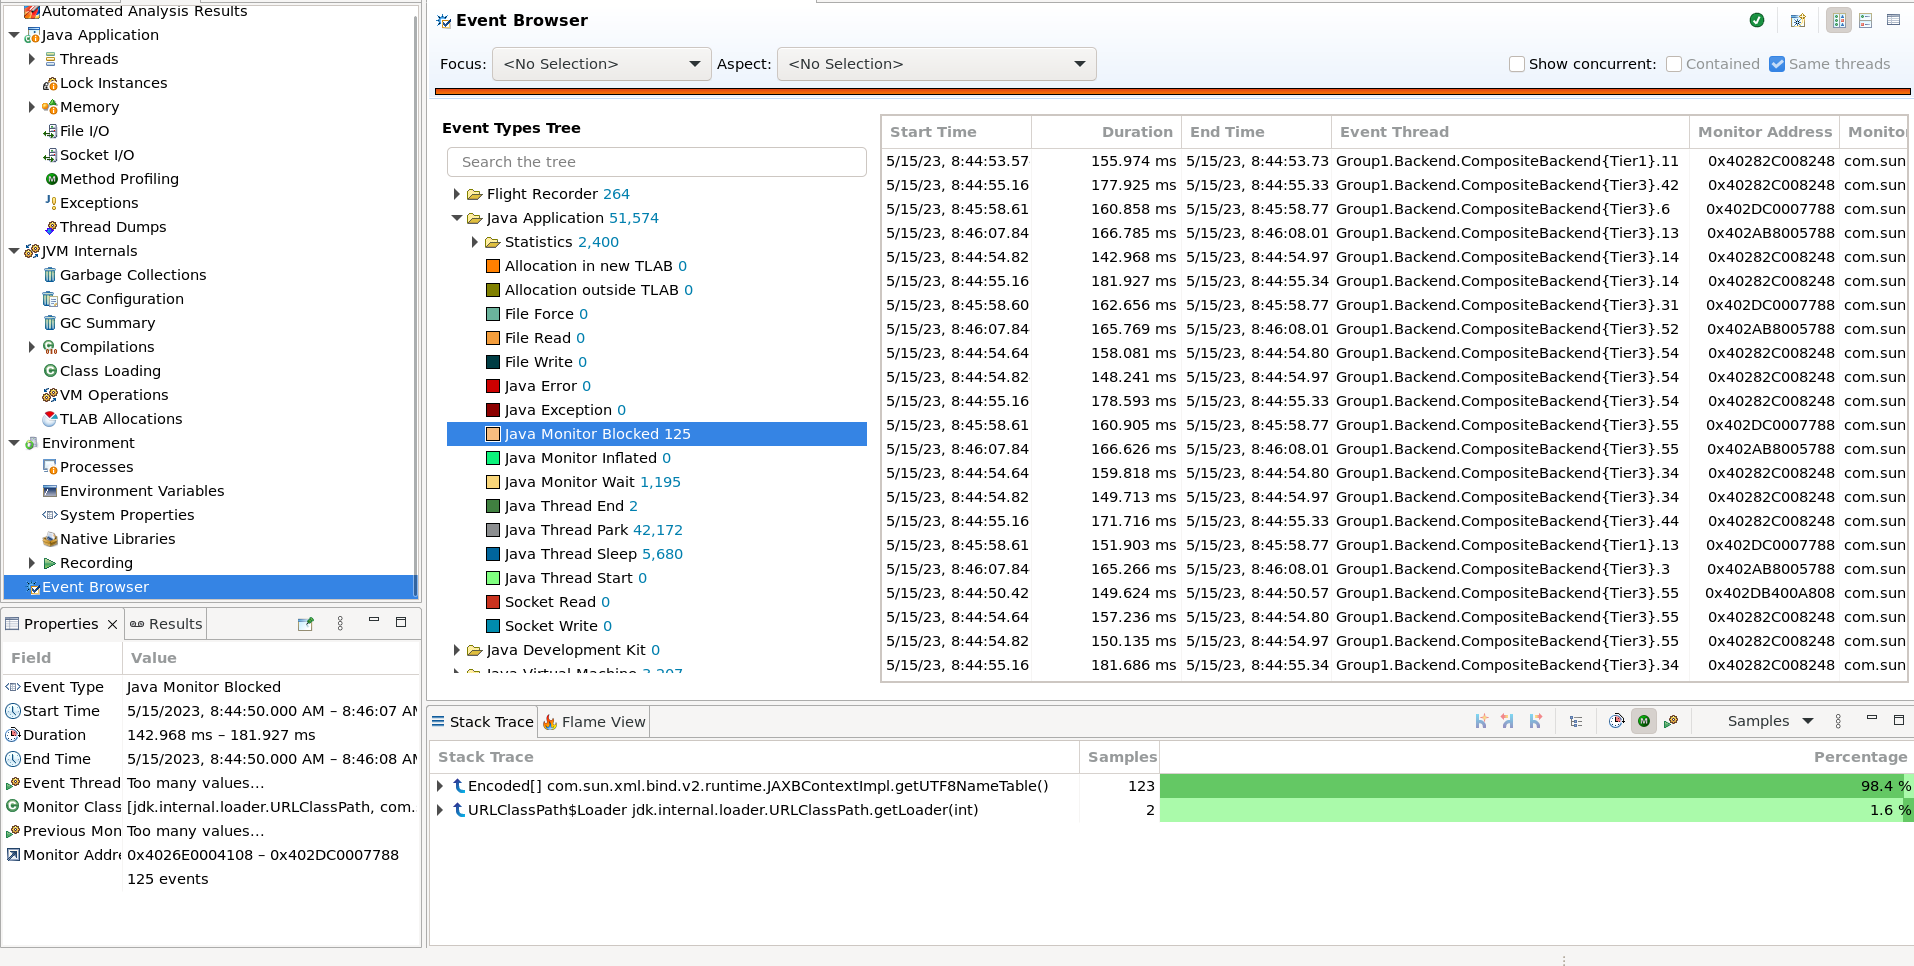 Automated Analysis Results
Java Application
Threads
Lock Instances
Memory
File I/O
Socket I/O
Method Profiling
Exceptions
Thread Dumps
JVM Internals
Garbage Collections
GC Configuration
GC Summary
Compilations
Class Loading
VM Operations
TLAB Allocations
Environment
Processes
Environment Variables
System Properties
Native Libraries
Recording
Event Browser
Properties
Results
Field Value
Event Type Java Monitor Blocked
Start Time 5/15/2023, 8:44:50.000 AM – 8:46:07 AM
Duration 142.968 ms – 181.927 ms
End Time 5/15/2023, 8:44:50.000 AM – 8:46:08 AM
Event Thread Too many values...
Monitor Class [jdk.internal.loader.URLClassPath, com...
Previous Mon Too many values...
Monitor Addre 0x4026E0004108 – 0x402DC0007788
125 events
Event Browser
Focus: <No Selection> Aspect: <No Selection> Show concurrent: Contained Same threads
Event Types Tree
Search the tree
Flight Recorder 264
Java Application 51,574
Statistics 2,400
Allocation in new TLAB 0
Allocation outside TLAB 0
File Force 0
File Read 0
File Write 0
Java Error 0
Java Exception 0
Java Monitor Blocked 125
Java Monitor Inflated 0
Java Monitor Wait 1,195
Java Thread End 2
Java Thread Park 42,172
Java Thread Sleep 5,680
Java Thread Start 0
Socket Read 0
Socket Write 0
Java Development Kit 0
Java Virtual Machine 3,297
Start Time Duration End Time Event Thread Monitor Address Monito
5/15/23, 8:44:53.57 155.974 ms 5/15/23, 8:44:53.73 Group1.Backend.CompositeBackend{Tier1}.11 0x40282C008248 com.sun
5/15/23, 8:44:55.16 177.925 ms 5/15/23, 8:44:55.33 Group1.Backend.CompositeBackend{Tier3}.42 0x40282C008248 com.sun
5/15/23, 8:45:58.61 160.858 ms 5/15/23, 8:45:58.77 Group1.Backend.CompositeBackend{Tier3}.6 0x402DC0007788 com.sun
5/15/23, 8:46:07.84 166.785 ms 5/15/23, 8:46:08.01 Group1.Backend.CompositeBackend{Tier3}.13 0x402AB8005788 com.sun
5/15/23, 8:44:54.82 142.968 ms 5/15/23, 8:44:54.97 Group1.Backend.CompositeBackend{Tier3}.14 0x40282C008248 com.sun
5/15/23, 8:44:55.16 181.927 ms 5/15/23, 8:44:55.34 Group1.Backend.CompositeBackend{Tier3}.14 0x40282C008248 com.sun
5/15/23, 8:45:58.60 162.656 ms 5/15/23, 8:45:58.77 Group1.Backend.CompositeBackend{Tier3}.31 0x402DC0007788 com.sun
5/15/23, 8:46:07.84 165.769 ms 5/15/23, 8:46:08.01 Group1.Backend.CompositeBackend{Tier3}.52 0x402AB8005788 com.sun
5/15/23, 8:44:54.64 158.081 ms 5/15/23, 8:44:54.80 Group1.Backend.CompositeBackend{Tier3}.54 0x40282C008248 com.sun
5/15/23, 8:44:54.82 148.241 ms 5/15/23, 8:44:54.97 Group1.Backend.CompositeBackend{Tier3}.54 0x40282C008248 com.sun
5/15/23, 8:44:55.16 178.593 ms 5/15/23, 8:44:55.33 Group1.Backend.CompositeBackend{Tier3}.54 0x40282C008248 com.sun
5/15/23, 8:45:58.61 160.905 ms 5/15/23, 8:45:58.77 Group1.Backend.CompositeBackend{Tier3}.55 0x402DC0007788 com.sun
5/15/23, 8:46:07.84 166.626 ms 5/15/23, 8:46:08.01 Group1.Backend.CompositeBackend{Tier3}.55 0x402AB8005788 com.sun
5/15/23, 8:44:54.64 159.818 ms 5/15/23, 8:44:54.80 Group1.Backend.CompositeBackend{Tier3}.34 0x40282C008248 com.sun
5/15/23, 8:44:54.82 149.713 ms 5/15/23, 8:44:54.97 Group1.Backend.CompositeBackend{Tier3}.34 0x40282C008248 com.sun
5/15/23, 8:44:55.16 171.716 ms 5/15/23, 8:44:55.33 Group1.Backend.CompositeBackend{Tier3}.44 0x40282C008248 com.sun
5/15/23, 8:45:58.61 151.903 ms 5/15/23, 8:45:58.77 Group1.Backend.CompositeBackend{Tier1}.13 0x402DC0007788 com.sun
5/15/23, 8:46:07.84 165.266 ms 5/15/23, 8:46:08.01 Group1.Backend.CompositeBackend{Tier3}.3 0x402AB8005788 com.sun
5/15/23, 8:44:50.42 149.624 ms 5/15/23, 8:44:50.57 Group1.Backend.CompositeBackend{Tier3}.55 0x402DB400A808 com.sun
5/15/23, 8:44:54.64 157.236 ms 5/15/23, 8:44:54.80 Group1.Backend.CompositeBackend{Tier3}.55 0x40282C008248 com.sun
5/15/23, 8:44:54.82 150.135 ms 5/15/23, 8:44:54.97 Group1.Backend.CompositeBackend{Tier3}.55 0x40282C008248 com.sun
5/15/23, 8:44:55.16 181.686 ms 5/15/23, 8:44:55.34 Group1.Backend.CompositeBackend{Tier3}.34 0x40282C008248 com.sun
Stack Trace Flame View Samples
Stack Trace Samples Percentage
Encoded[] com.sun.xml.bind.v2.runtime.JAXBContextImpl.getUTF8NameTable() 123 98.4 %
URLClassPath$Loader jdk.internal.loader.URLClassPath.getLoader(int) 2 1.6 %